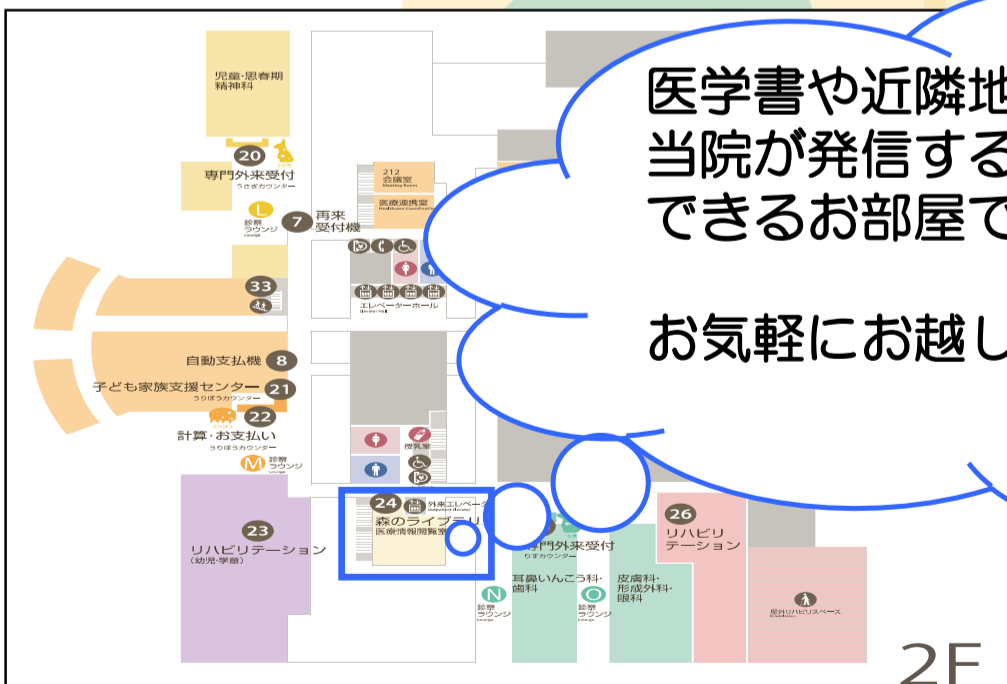 医学書や近隣地
当院が発信する
できるお部屋で
お気軽にお越し
児童・思春期
精神科
20
専門外来受付
うさぎカウンター
L
診察
ラウンジ
Lounge
7
再来
受付機
212
会議室
Meeting Room
医療連携室
エレベーターホール
Elevator Hall
33
自動支払機
8
子ども家族支援センター
21
うりぼうカウンター
22
計算・お支払い
うりぼうカウンター
M
診察
ラウンジ
Lounge
授乳室
24
外来エレベータ
森のライブラリ
医療情報閲覧室
23
リハビリテーション
(幼児・学童)
専門外来受付
りすカウンター
耳鼻いんこう科・
歯科
皮膚科・
形成外科・
眼科
N
診察
ラウンジ
Lounge
O
診察
ラウンジ
Lounge
26
リハビリ
テーション
屋外リハビリスペース
2F